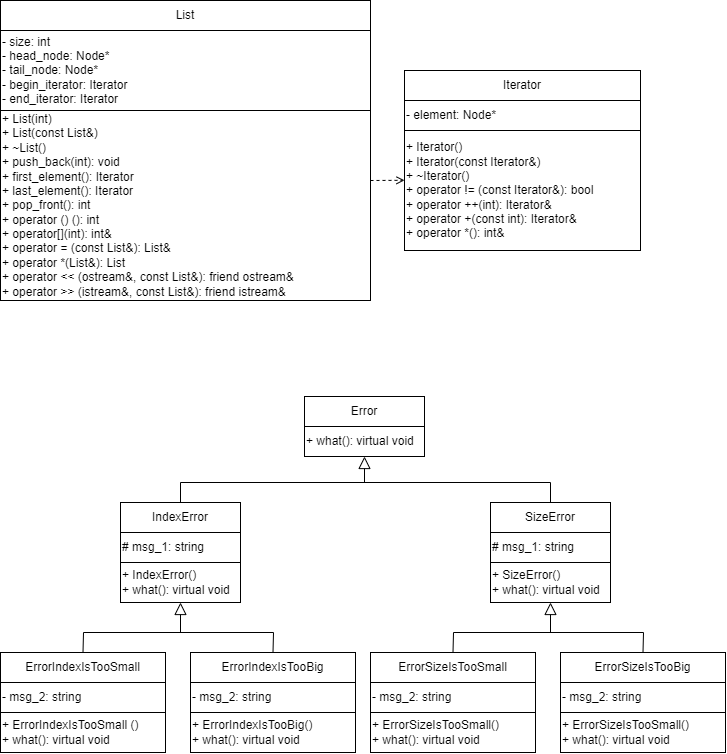 List
- size: int
- head_node: Node*
- tail_node: Node*
- begin_iterator: Iterator
- end_iterator: Iterator
+ List(int)
+ List(const List&)
+ ~List()
+ push_back(int): void
+ first_element(): Iterator
+ last_element(): Iterator
+ pop_front(): int
+ operator () (): int
+ operator[](int): int&
+ operator = (const List&): List&
+ operator *(List&): List
+ operator << (ostream&, const List&): friend ostream&
+ operator >> (istream&, const List&): friend istream&
Iterator
- element: Node*
+ Iterator()
+ Iterator(const Iterator&)
+ ~Iterator()
+ operator != (const Iterator&): bool
+ operator ++(int): Iterator&
+ operator +(const int): Iterator&
+ operator *(): int&
Error
+ what(): virtual void
IndexError
# msg_1: string
+ IndexError()
+ what(): virtual void
SizeError
# msg_1: string
+ SizeError()
+ what(): virtual void
ErrorIndexIsTooSmall
- msg_2: string
+ ErrorIndexIsTooSmall ()
+ what(): virtual void
ErrorIndexIsTooBig
- msg_2: string
+ ErrorIndexIsTooBig()
+ what(): virtual void
ErrorSizeIsTooSmall
- msg_2: string
+ ErrorSizeIsTooSmall()
+ what(): virtual void
ErrorSizeIsTooBig
- msg_2: string
+ ErrorSizeIsTooSmall()
+ what(): virtual void